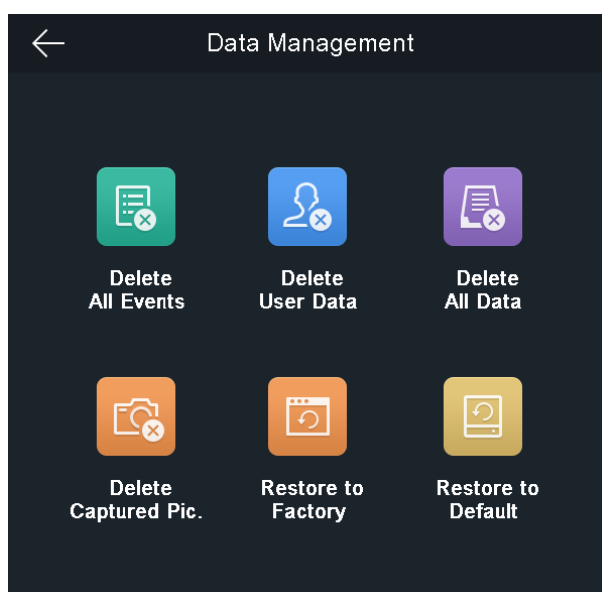 Data Management
Delete
All Events
Delete
User Data
Delete
All Data
Delete
Captured Pic.
Restore to
Factory
Restore to
Default